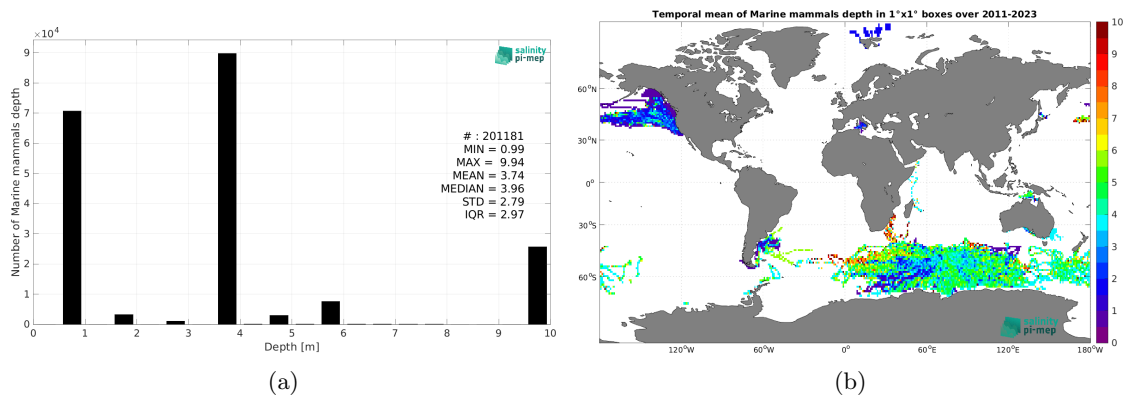 ×10⁴
9
8
7
6
5
4
3
2
1
0
Number of Marine mammals depth
0 1 2 3 4 5 6 7 8 9 10
Depth [m]
salinity
pi-mep
# : 201181
MIN = 0.99
MAX = 9.94
MEAN = 3.74
MEDIAN = 3.96
STD = 2.79
IQR = 2.97
(a)
Temporal mean of Marine mammals depth in 1°x1° boxes over 2011-2023
60°N
30°N
0°
30°S
60°S
120°W 60°W 0° 60°E 120°E 180°W
salinity
pi-mep
10
9
8
7
6
5
4
3
2
1
0
(b)